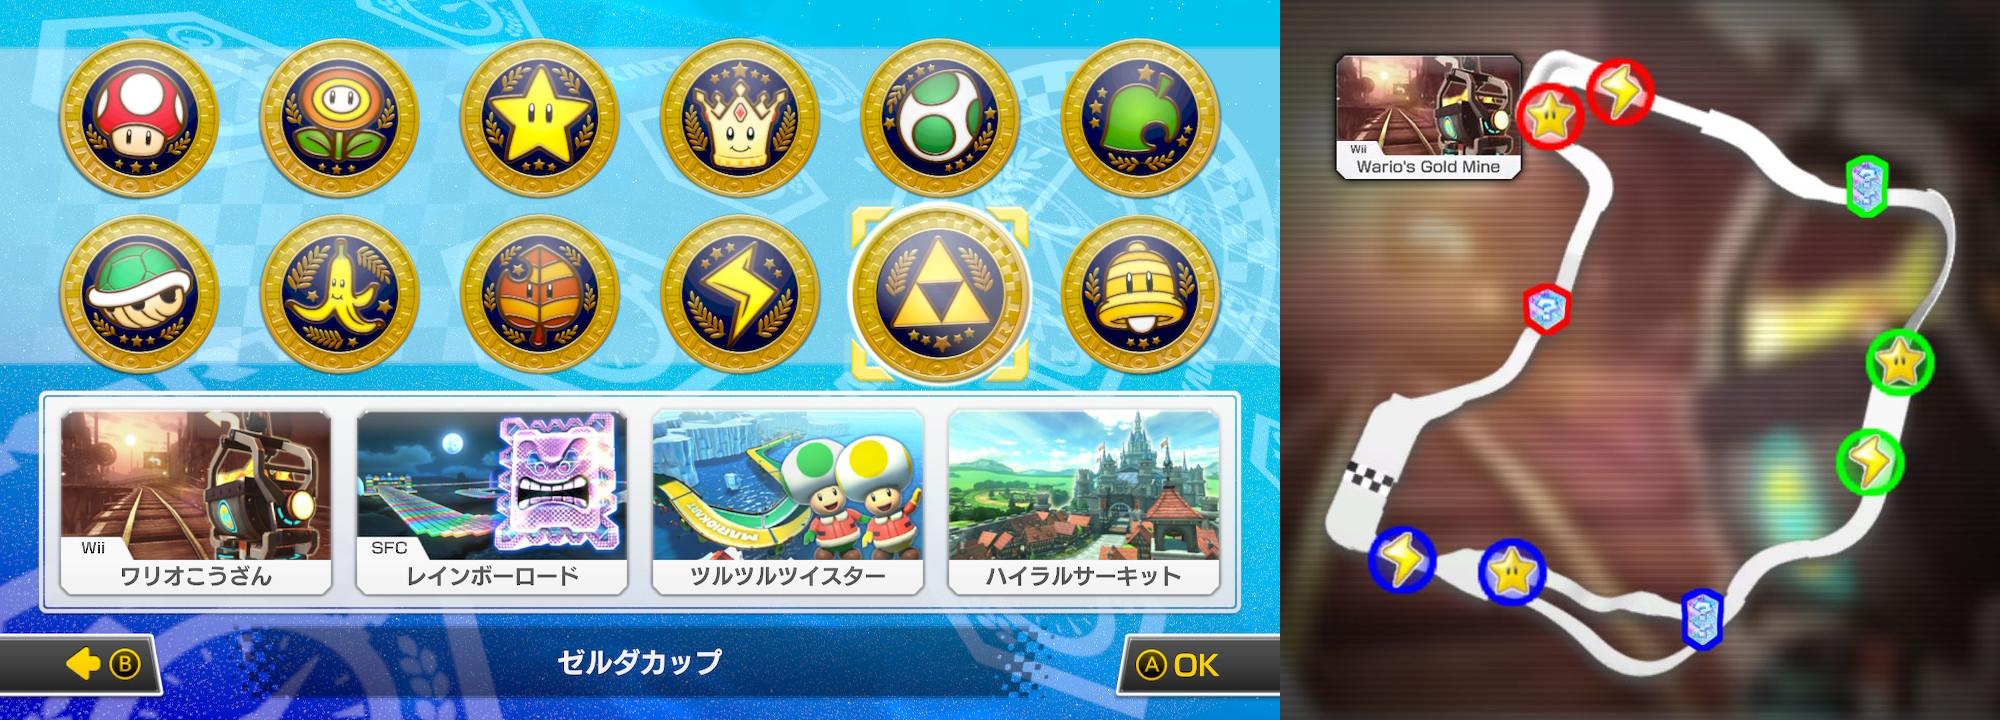 Wii
ワリオこうざん
SFC
レインボーロード
MARIOKART
ツルツルツイスター
ハイラルサーキット
B
ゼルダカップ
A OK
Wii
Wario's Gold Mine